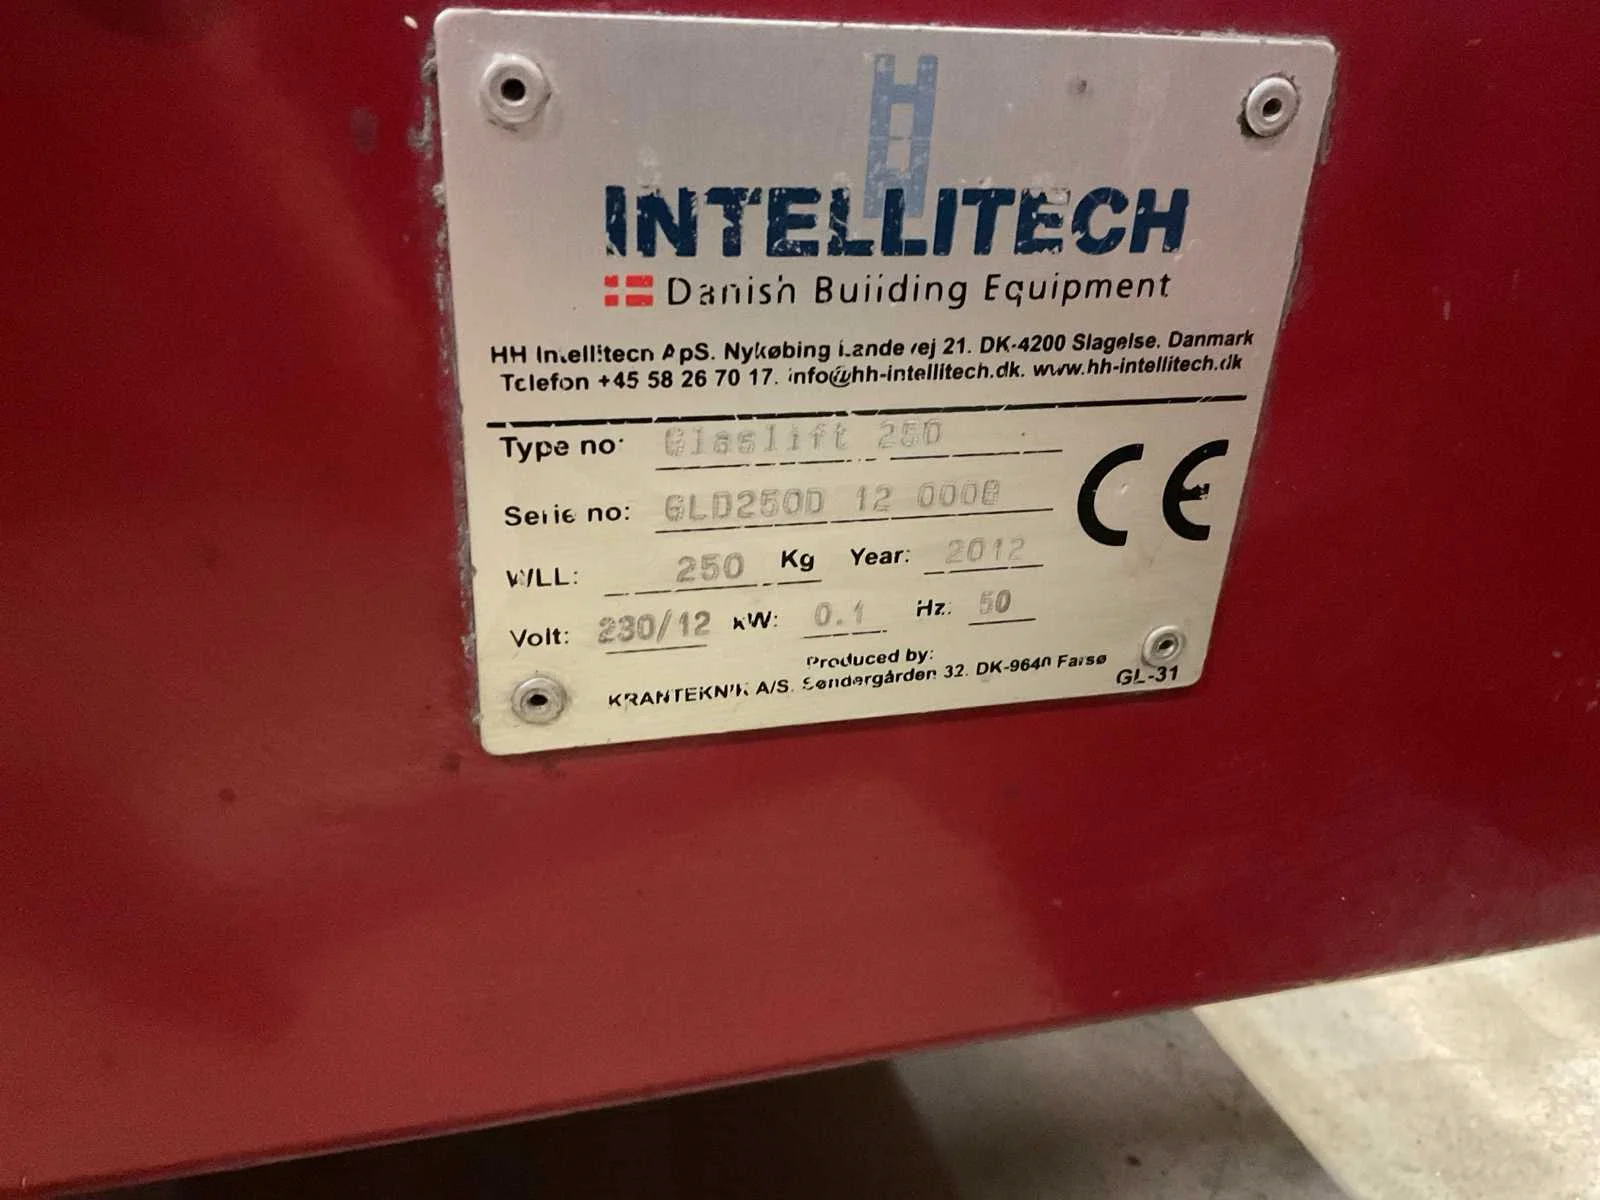 INTELLITECH
Danish Building Equipment
HH Intellitech ApS. Nykøbing Landevej 21. DK-4200 Slagelse. Danmark
Telefon +45 58 26 70 17. info@hh-intellitech.dk. www.hh-intellitech.dk
Type no: Glaslift 250
Serie no: GLD250D 12 0008
WLL: 250 Kg Year: 2012
Volt: 230/12 kW: 0.1 Hz: 50
CE
Produced by:
KRANTEKNIK A/S. Søndergården 32. DK-9640 Farsø
GL-31